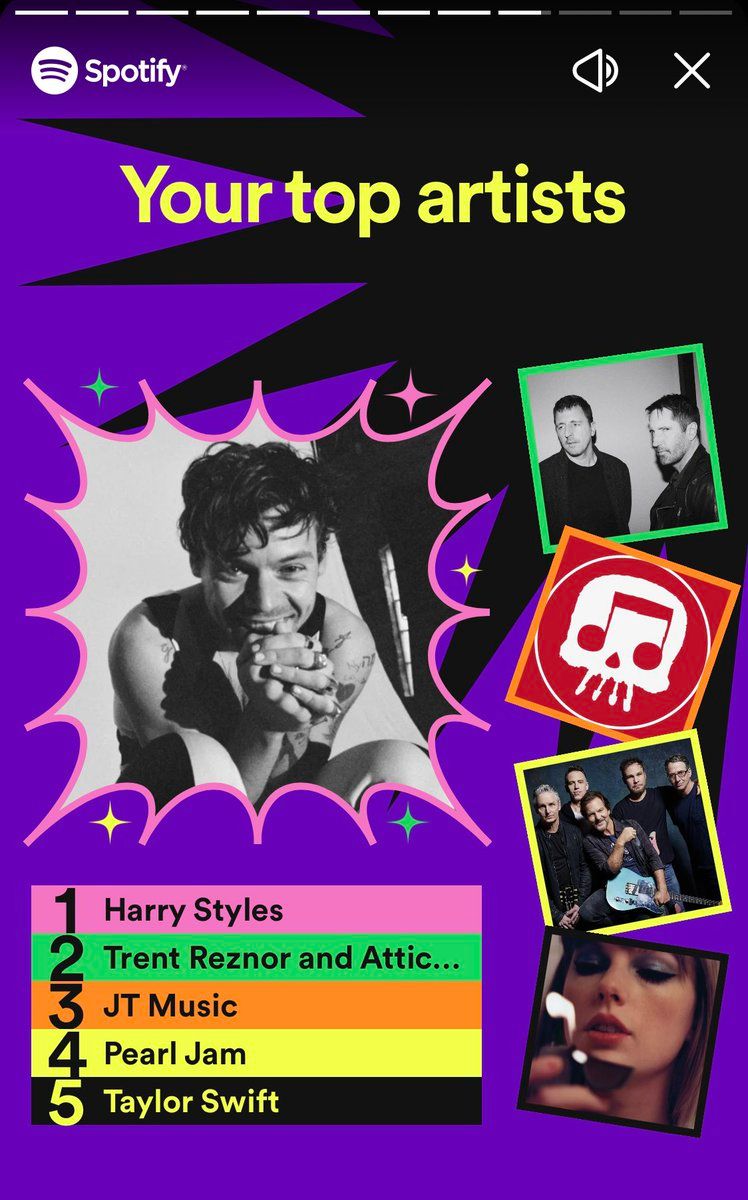 Spotify®
Your top artists
1 Harry Styles
2 Trent Reznor and Attic...
3 JT Music
4 Pearl Jam
5 Taylor Swift